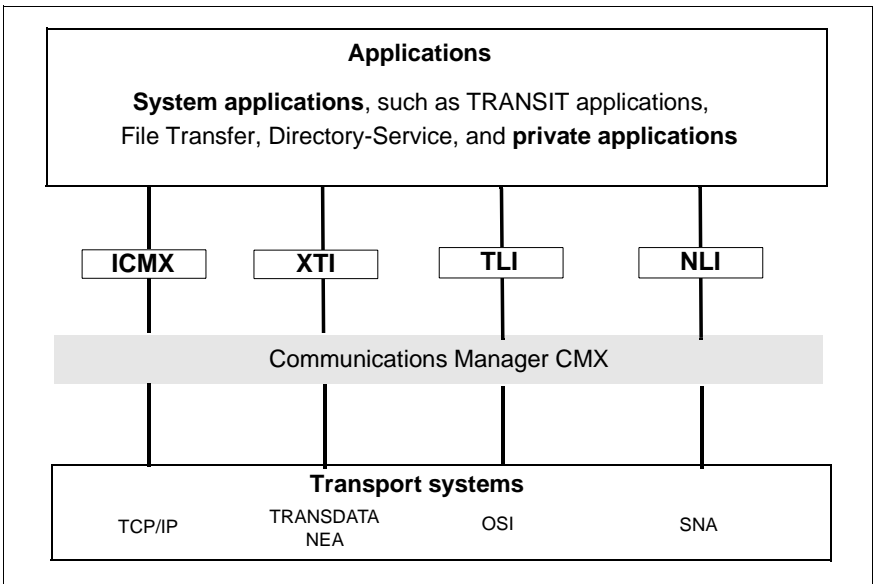 Applications
System applications, such as TRANSIT applications,
File Transfer, Directory-Service, and private applications
ICMX XTI TLI NLI
Communications Manager CMX
Transport systems
TCP/IP TRANSDATA NEA OSI SNA